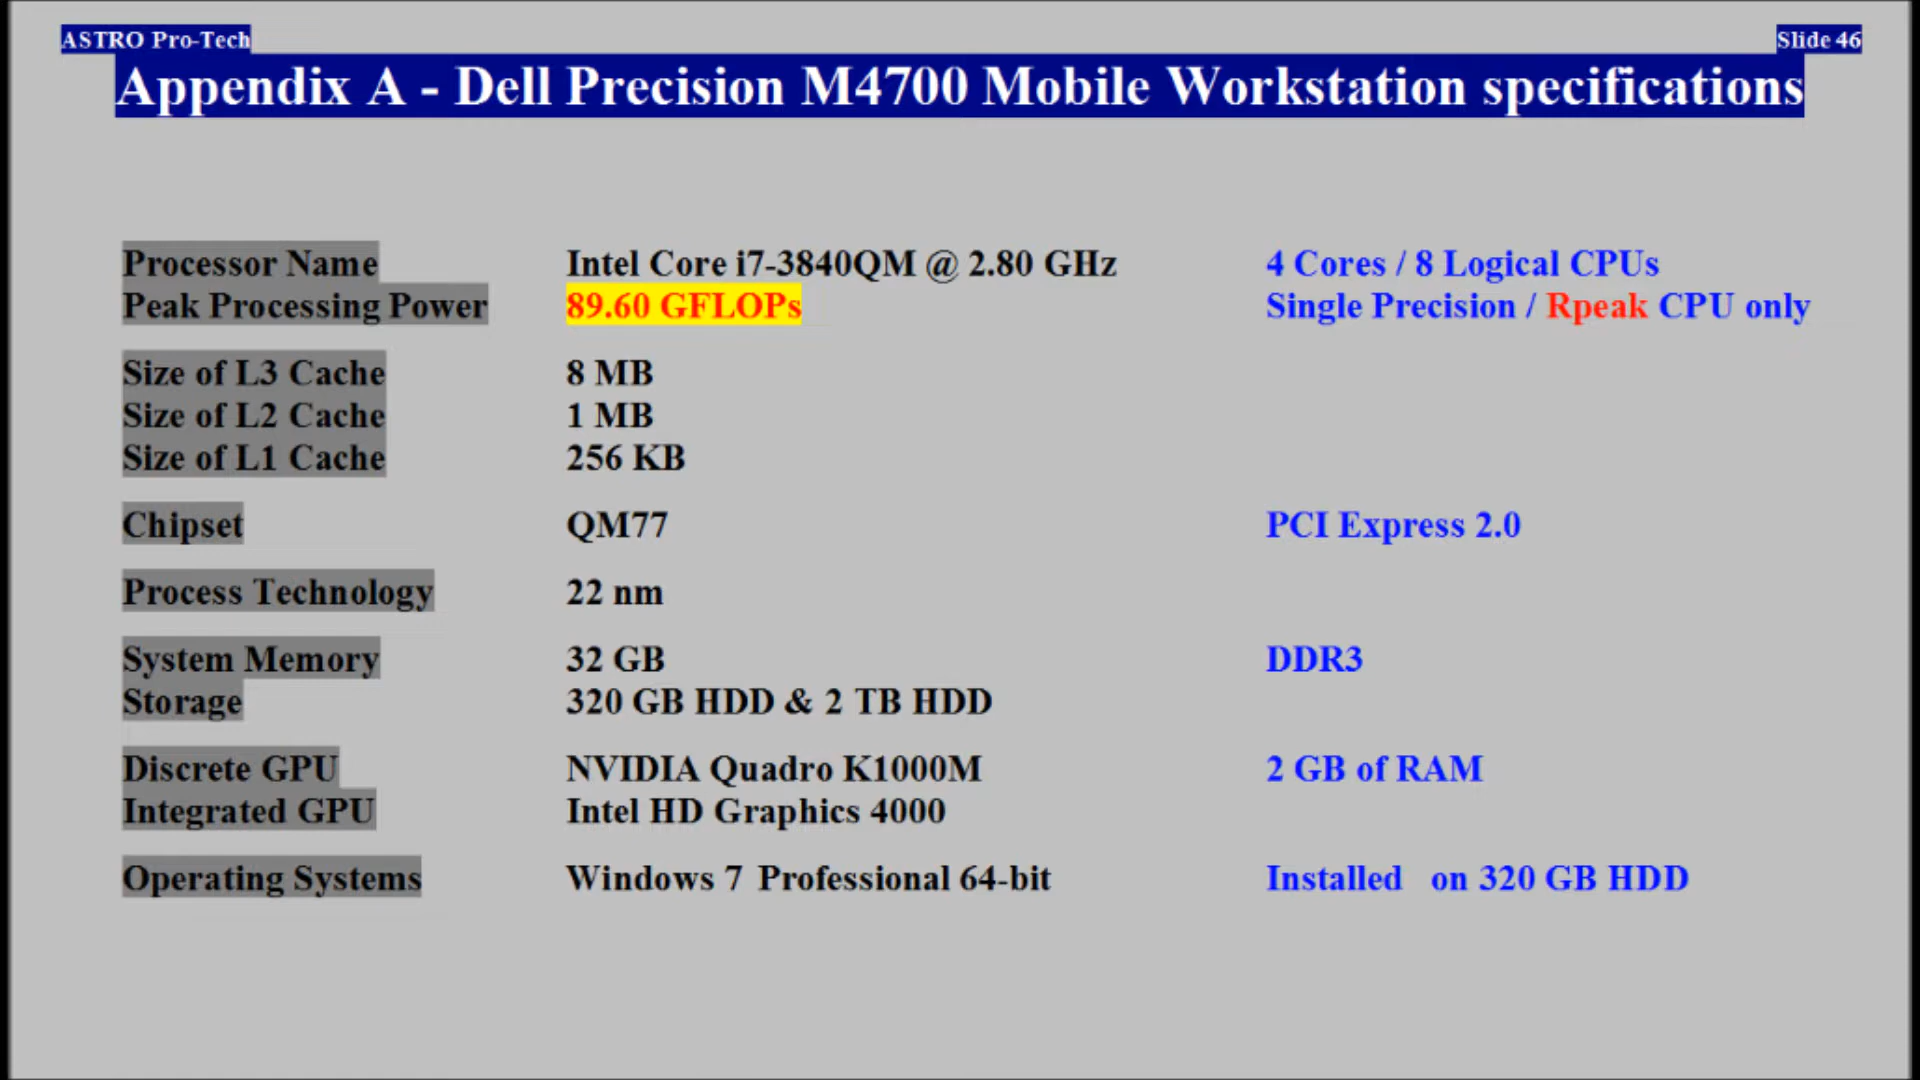 ASTRO Pro-Tech Slide 46
Appendix A - Dell Precision M4700 Mobile Workstation specifications
Processor Name Intel Core i7-3840QM @ 2.80 GHz 4 Cores / 8 Logical CPUs
Peak Processing Power 89.60 GFLOPs Single Precision / Rpeak CPU only
Size of L3 Cache 8 MB
Size of L2 Cache 1 MB
Size of L1 Cache 256 KB
Chipset QM77 PCI Express 2.0
Process Technology 22 nm
System Memory 32 GB DDR3
Storage 320 GB HDD & 2 TB HDD
Discrete GPU NVIDIA Quadro K1000M 2 GB of RAM
Integrated GPU Intel HD Graphics 4000
Operating Systems Windows 7 Professional 64-bit Installed on 320 GB HDD